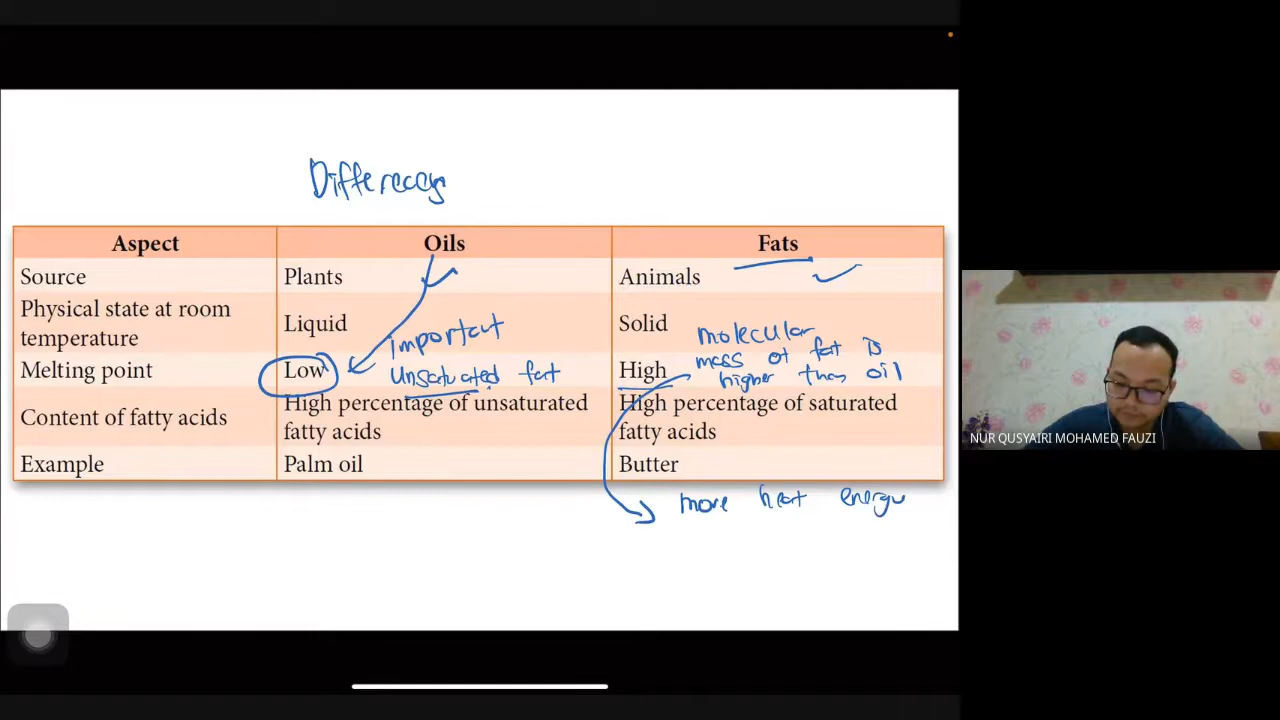 Differeces
Aspect Oils Fats
Source Plants Animals
Physical state at room temperature Liquid Solid
Important
molecular
mass of fat is
higher than oil
Melting point Low High
Unsaturated fat
Content of fatty acids High percentage of unsaturated fatty acids High percentage of saturated fatty acids
Example Palm oil Butter
more heat energy
NUR QUSYAIRI MOHAMED FAUZI